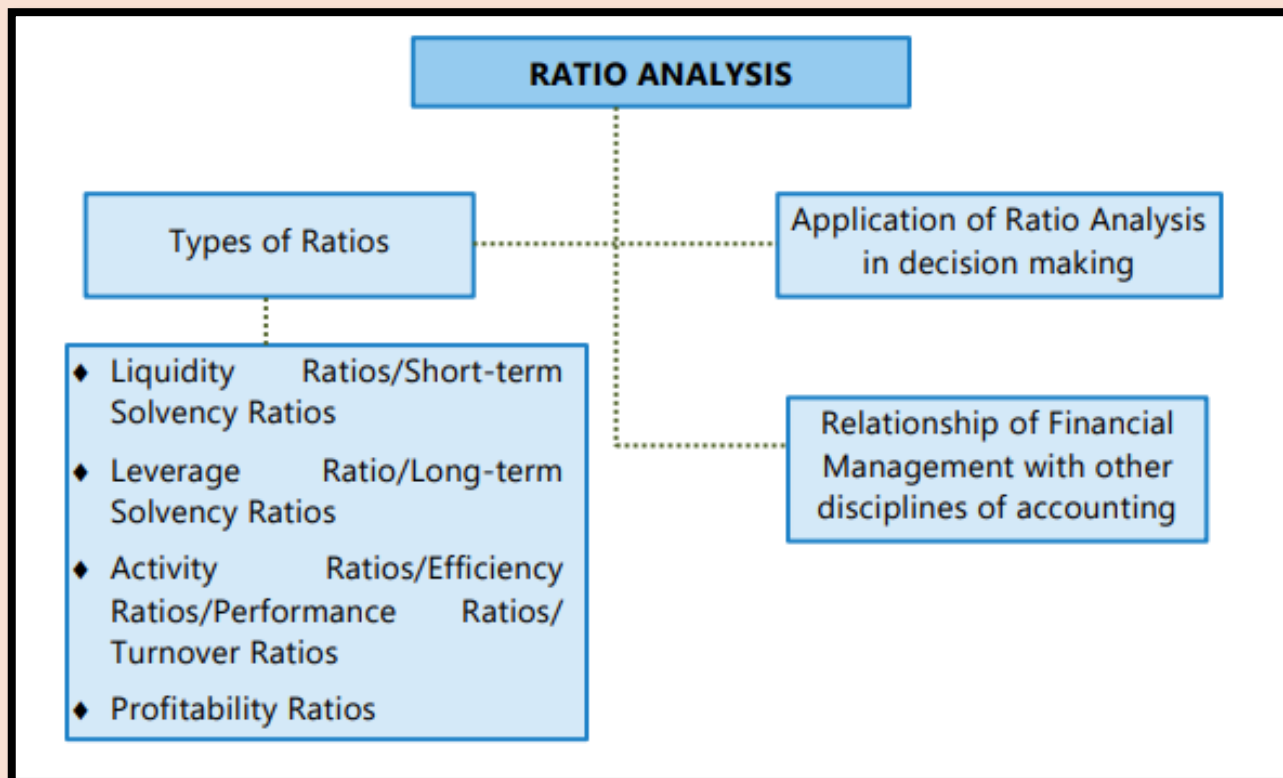 RATIO ANALYSIS
Types of Ratios
Application of Ratio Analysis
in decision making
♦ Liquidity Ratios/Short-term
Solvency Ratios
♦ Leverage Ratio/Long-term
Solvency Ratios
♦ Activity Ratios/Efficiency
Ratios/Performance Ratios/
Turnover Ratios
♦ Profitability Ratios
Relationship of Financial
Management with other
disciplines of accounting